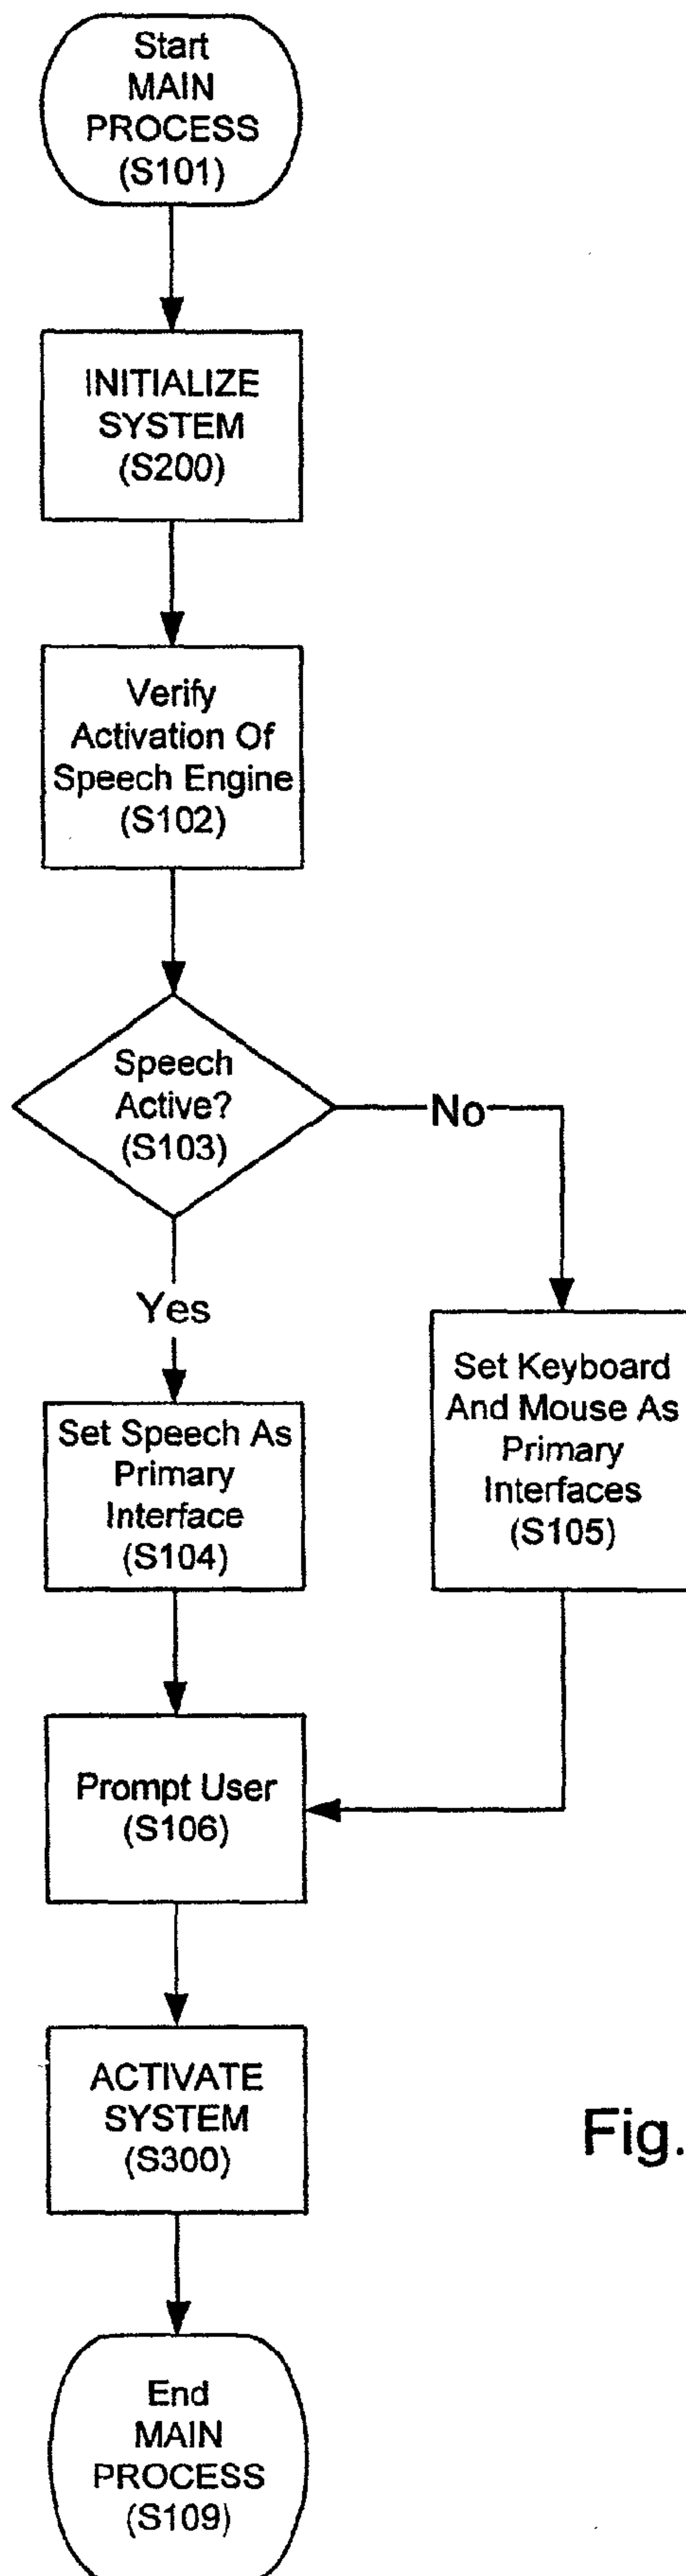 Start
MAIN
PROCESS
(S101)
INITIALIZE
SYSTEM
(S200)
Verify
Activation Of
Speech Engine
(S102)
Speech
Active?
(S103)
No
Yes
Set Keyboard
And Mouse As
Primary
Interfaces
(S105)
Set Speech As
Primary
Interface
(S104)
Prompt User
(S106)
ACTIVATE
SYSTEM
(S300)
Fig.
End
MAIN
PROCESS
(S109)